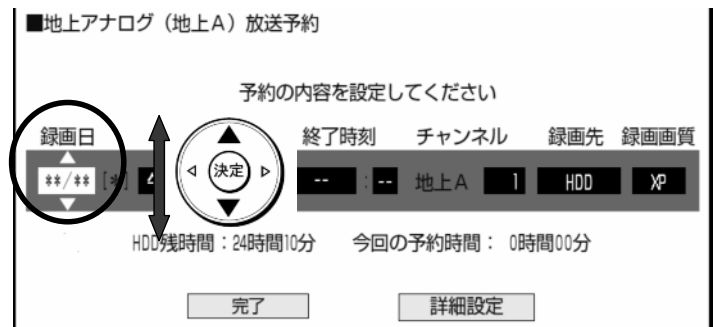 ■地上アナログ（地上A）放送予約
予約の内容を設定してください
録画日 終了時刻 チャンネル 録画先 録画画質
**/** [*] 決定 -- : -- 地上A 1 HDD XP
HDD残時間：24時間10分 今回の予約時間： 0時間00分
完了 詳細設定